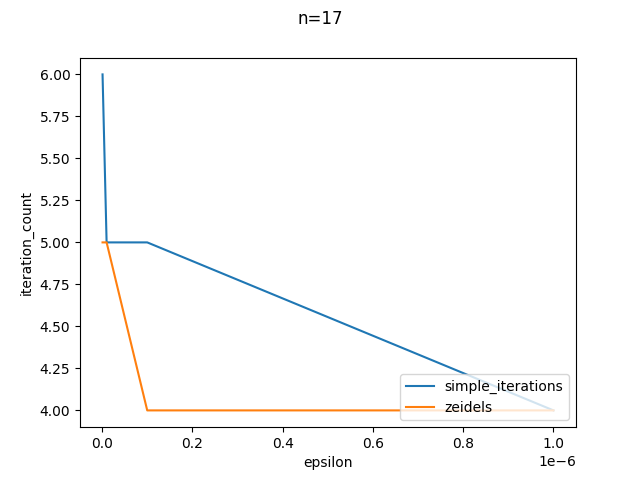 n=17
6.00
5.75
5.50
5.25
5.00
4.75
4.50
4.25
4.00
iteration_count
simple_iterations
zeidels
0.0 0.2 0.4 0.6 0.8 1.0
1e−6
epsilon